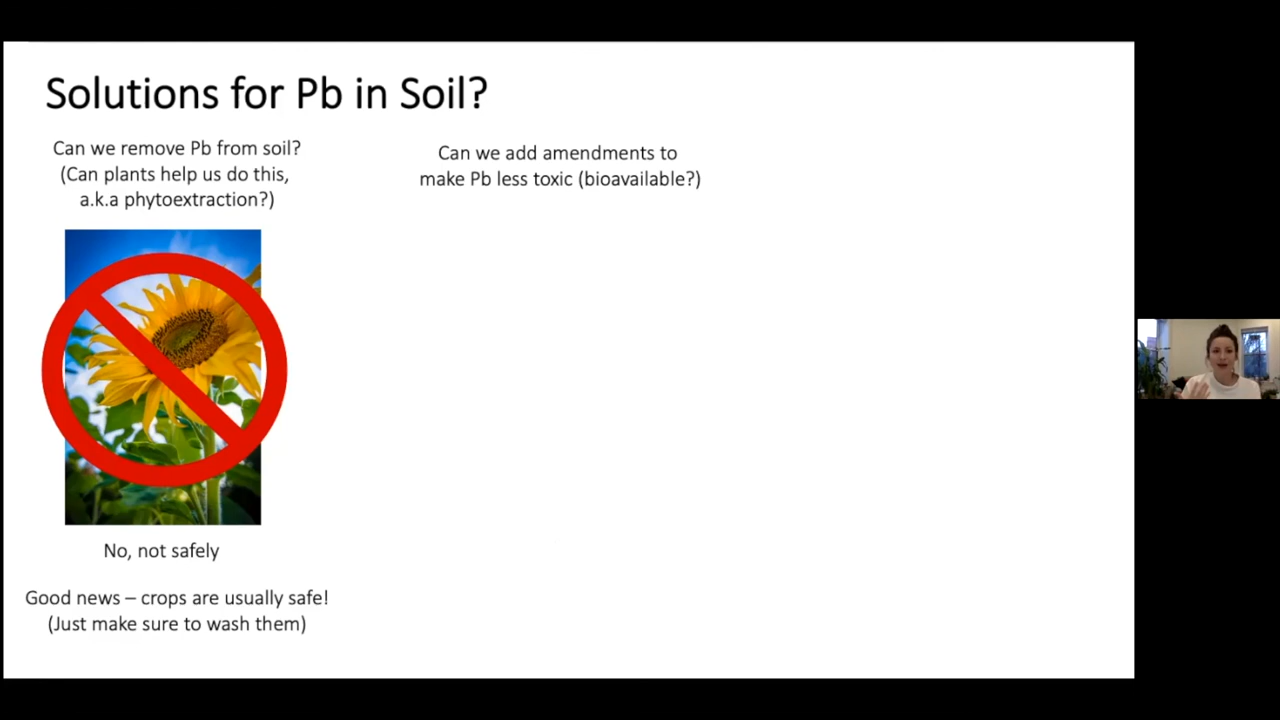 Solutions for Pb in Soil?
Can we remove Pb from soil?
(Can plants help us do this,
a.k.a phytoextraction?)
No, not safely
Good news – crops are usually safe!
(Just make sure to wash them)
Can we add amendments to
make Pb less toxic (bioavailable?)